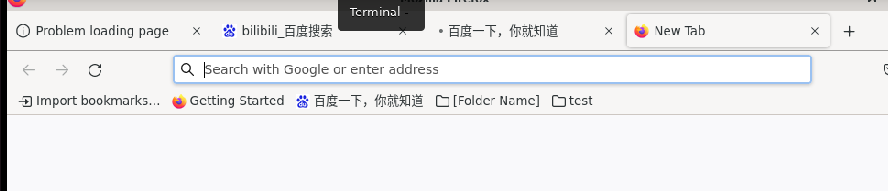 Terminal
Problem loading page bilibili_百度搜索 百度一下，你就知道 New Tab
Search with Google or enter address
Import bookmarks... Getting Started 百度一下，你就知道 [Folder Name] test